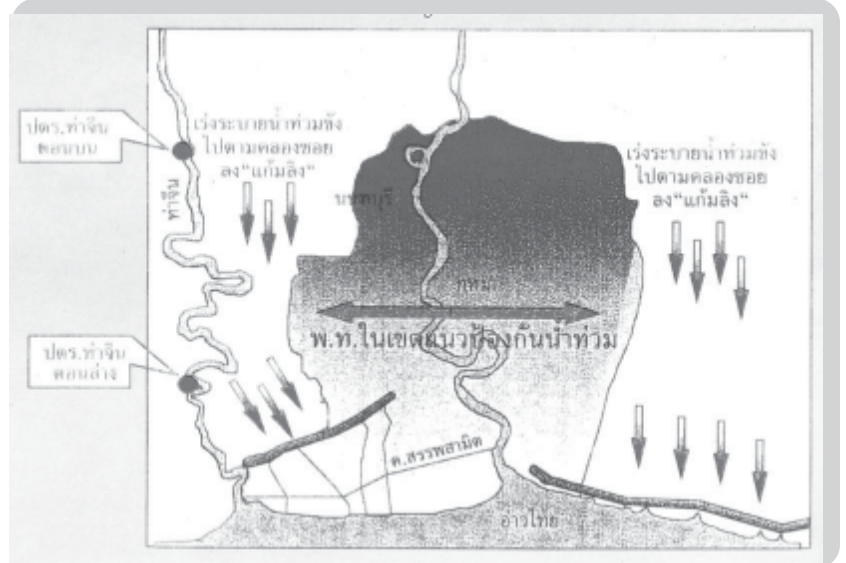 ปตร.ท่าจีน
ตอนบน
เร่งระบายน้ำท่วมขัง
ไปตามคลองซอย
ลง"แก้มลิง"
ท่าจีน
นนทบุรี
เร่งระบายน้ำท่วมขัง
ไปตามคลองซอย
ลง"แก้มลิง"
กทม.
พ.ท.ในเขตแนวป้องกันน้ำท่วม
ปตร.ท่าจีน
ตอนล่าง
ค.สรรพสามิต
อ่าวไทย